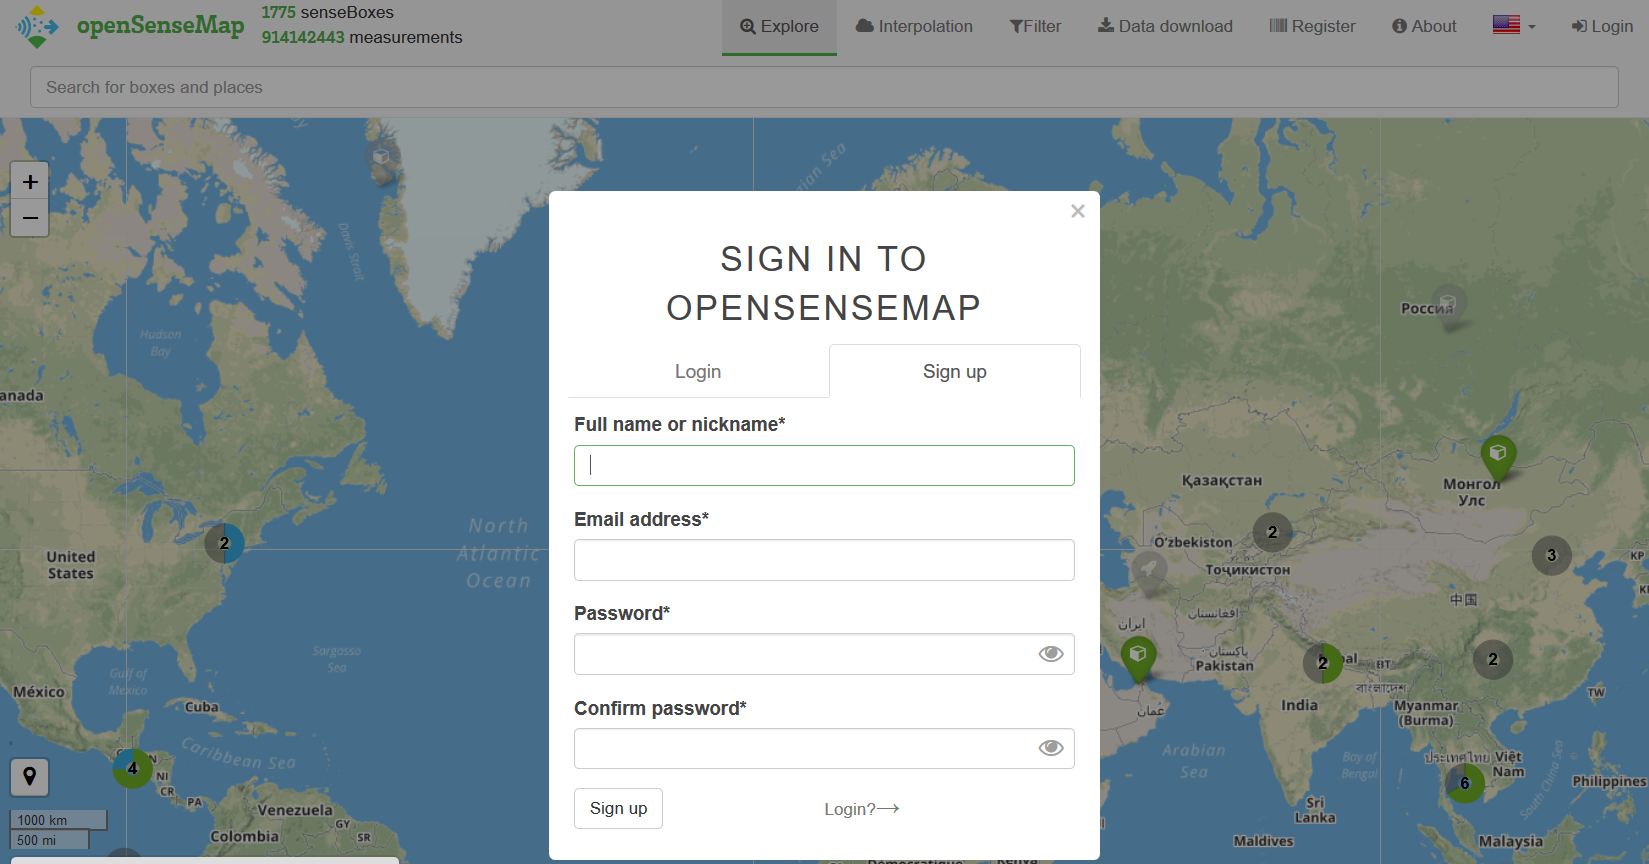 openSenseMap
1775 senseBoxes
914142443 measurements
Explore
Interpolation
Filter
Data download
Register
About
Login
Search for boxes and places
+
−
SIGN IN TO
OPENSENSEMAP
Login
Sign up
Full name or nickname*
Email address*
Password*
Confirm password*
Sign up
Login?
Davis Strait
Hudson
Bay
anada
United
States
2
North
Atlantic
Ocean
Sargasso
Sea
Gulf of
Mexico
México
Cuba
Caribbean Sea
4
NI
CR
PA
Venezuela
GY
SR
Colombia
1000 km
500 mi
Россия
Қазақстан
Монгол
Улс
O'zbekiston
2
Тоҷикистон
3
KP
中国
افغانستان
ایران
پاکستان
Pakistan
2
BT
বাংলাদেশ
2
TW
عُمان
India
Myanmar
(Burma)
Arabian
Sea
Bay of
Bengal
ประเทศไทย
Việt
Nam
6
South China Sea
Philippines
Sri
Lanka
Maldives
Malaysia